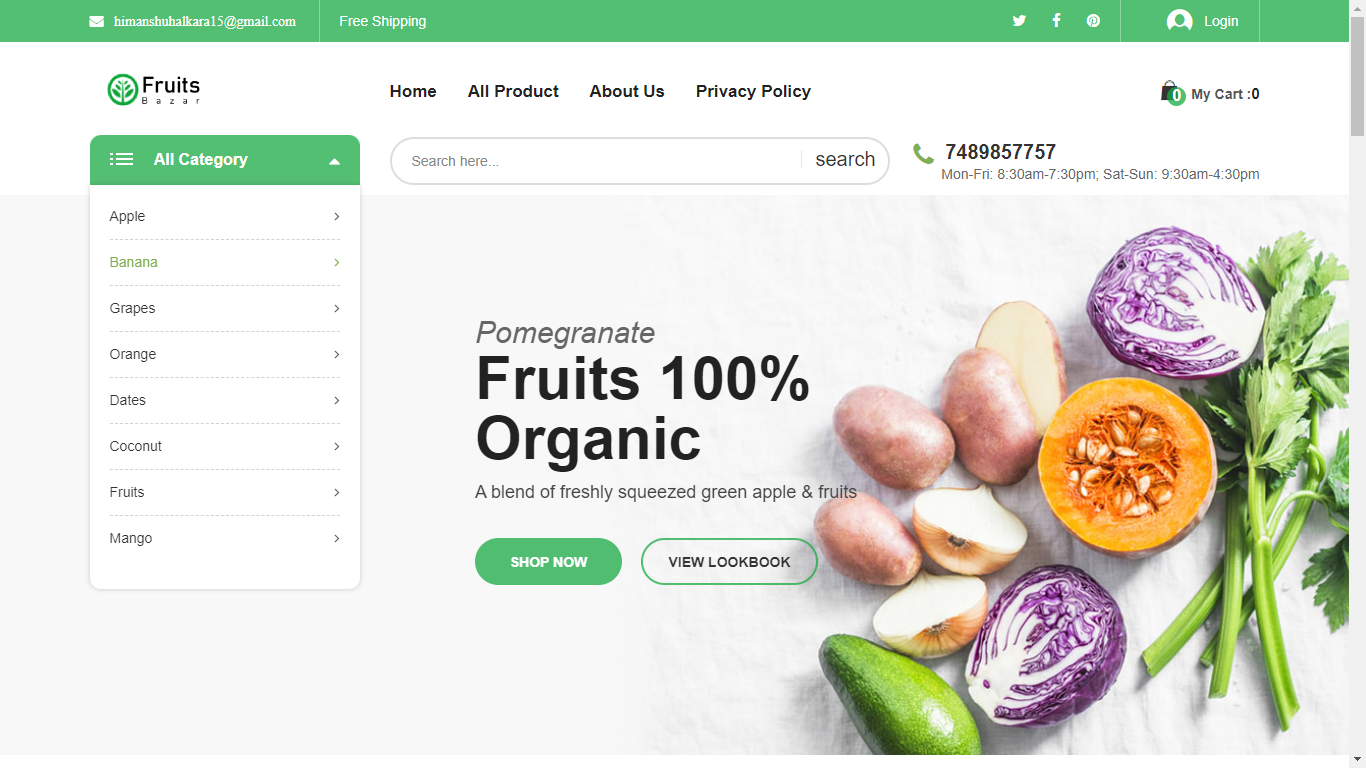 himanshuhalkara15@gmail.com
Free Shipping
Login
Fruits
Bazar
Home
All Product
About Us
Privacy Policy
0
My Cart :0
All Category
Search here...
search
7489857757
Mon-Fri: 8:30am-7:30pm; Sat-Sun: 9:30am-4:30pm
Apple
Banana
Grapes
Orange
Dates
Coconut
Fruits
Mango
Pomegranate
Fruits 100%
Organic
A blend of freshly squeezed green apple & fruits
SHOP NOW
VIEW LOOKBOOK